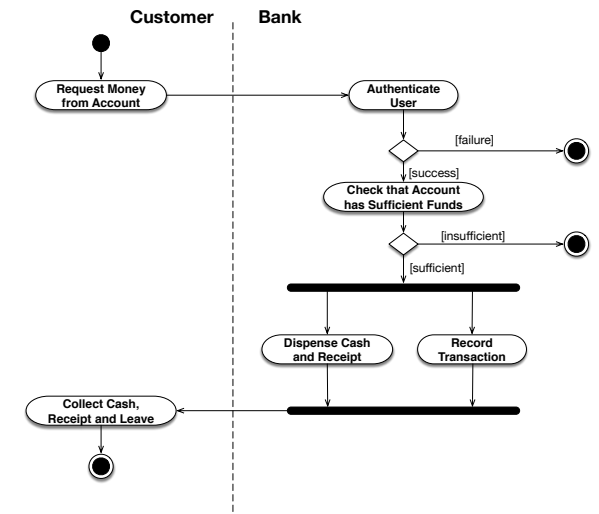 Customer
Bank
Request Money
from Account
Authenticate
User
[failure]
[success]
Check that Account
has Sufficient Funds
[insufficient]
[sufficient]
Dispense Cash
and Receipt
Record
Transaction
Collect Cash,
Receipt and Leave